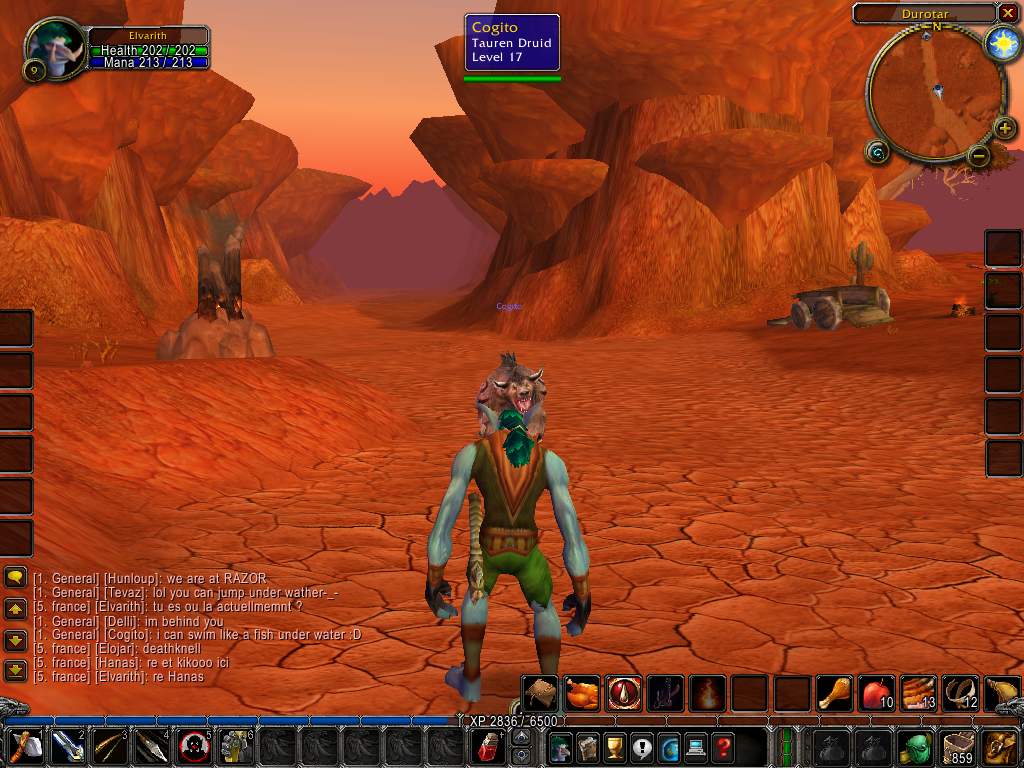 Elvarith
Health 202 / 202
Mana 213 / 213
9
Cogito
Tauren Druid
Level 17
Durotar
N
Cogito
[1. General] [Hunloup]: we are at RAZOR
[1. General] [Tevaz]: lol you can jump under wather-_-
[5. france] [Elvarith]: tu es ou la actuellmemnt ?
[1. General] [Delli]: im behind you
[1. General] [Cogito]: i can swim like a fish under water :D
[5. france] [Elojar]: deathknell
[5. france] [Hanas]: re et kikooo ici
[5. france] [Elvarith]: re Hanas
10
13
12
XP 2836 / 6500
2
3
4
5
6
859